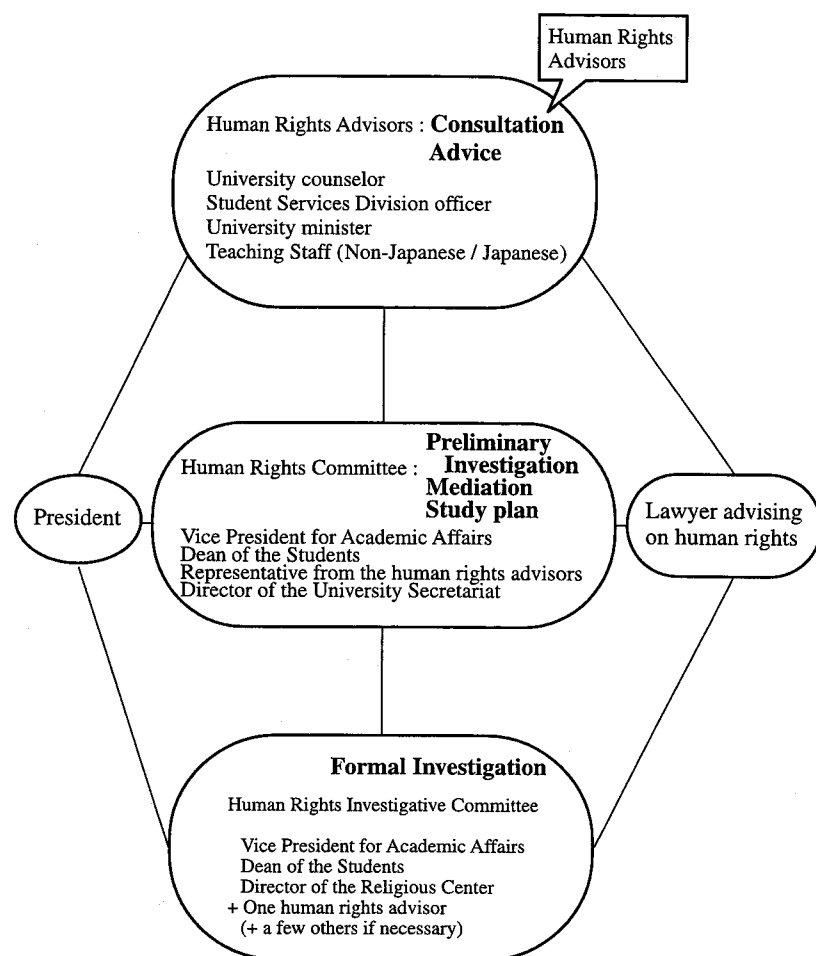 Human Rights
Advisors
Human Rights Advisors : Consultation
Advice
University counselor
Student Services Division officer
University minister
Teaching Staff (Non-Japanese / Japanese)
Preliminary
Human Rights Committee : Investigation
Mediation
Study plan
Vice President for Academic Affairs
Dean of the Students
Representative from the human rights advisors
Director of the University Secretariat
President
Lawyer advising
on human rights
Formal Investigation
Human Rights Investigative Committee
Vice President for Academic Affairs
Dean of the Students
Director of the Religious Center
+ One human rights advisor
(+ a few others if necessary)